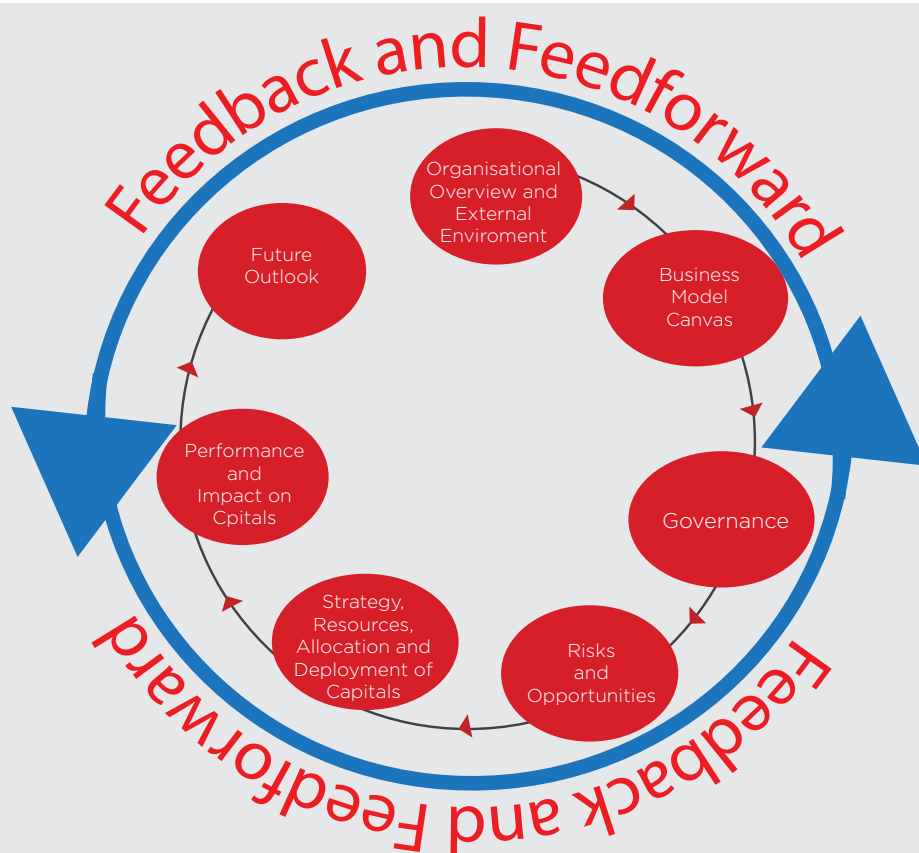 Feedback and Feedforward
Organisational
Overview and
External
Enviroment
Business
Model
Canvas
Governance
Risks
and
Opportunities
Strategy,
Resources,
Allocation and
Deployment of
Capitals
Performance
and
Impact on
Cpitals
Future
Outlook
Feedback and Feedforward